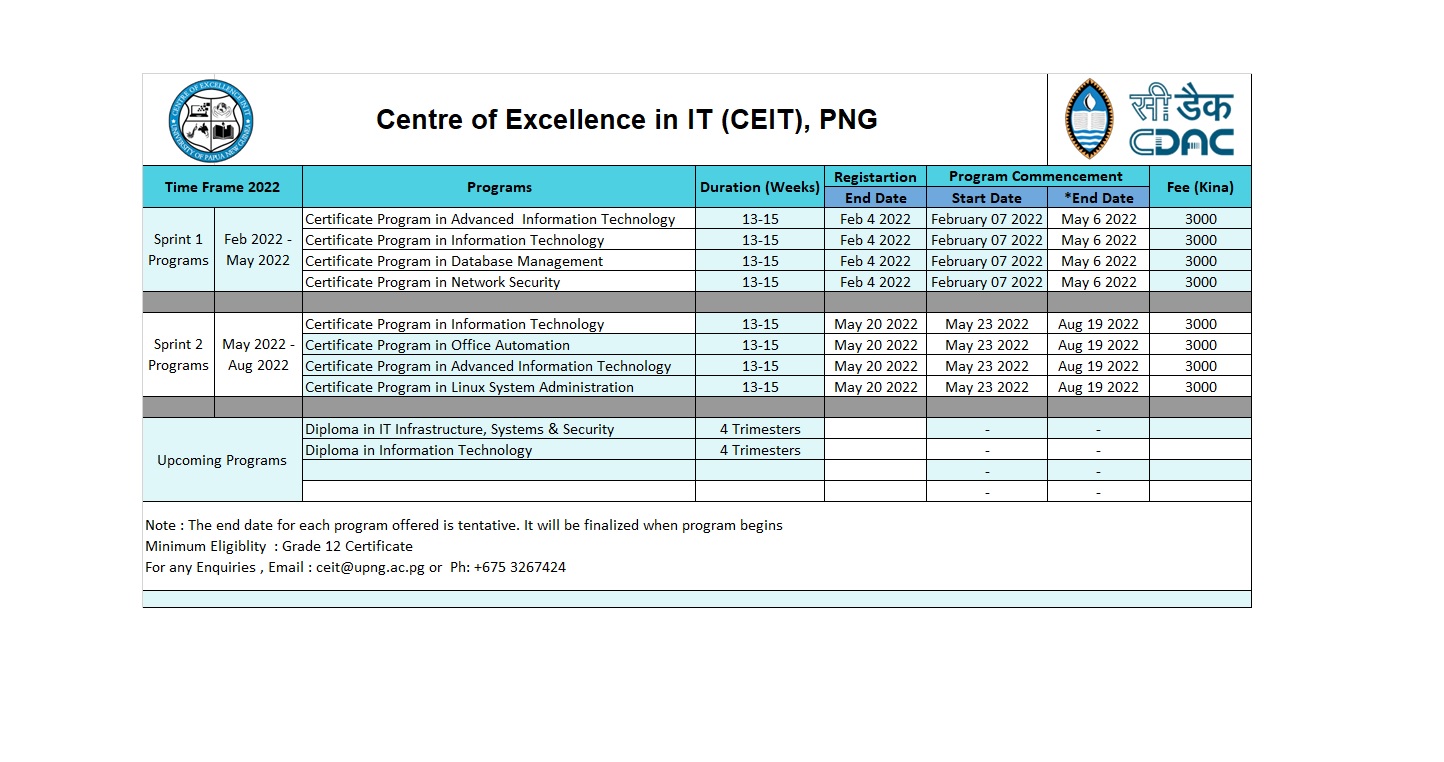 CENTRE OF EXCELLENCE IN IT
UNIVERSITY OF PAPUA NEW GUINEA
Centre of Excellence in IT (CEIT), PNG
सी डैक
CDAC
Time Frame 2022 Programs Duration (Weeks) Registartion Program Commencement Fee (Kina)
End Date Start Date *End Date
Sprint 1 Programs Feb 2022 - May 2022
Certificate Program in Advanced  Information Technology 13-15 Feb 4 2022 February 07 2022 May 6 2022 3000
Certificate Program in Information Technology 13-15 Feb 4 2022 February 07 2022 May 6 2022 3000
Certificate Program in Database Management 13-15 Feb 4 2022 February 07 2022 May 6 2022 3000
Certificate Program in Network Security 13-15 Feb 4 2022 February 07 2022 May 6 2022 3000
Sprint 2 Programs May 2022 - Aug 2022
Certificate Program in Information Technology 13-15 May 20 2022 May 23 2022 Aug 19 2022 3000
Certificate Program in Office Automation 13-15 May 20 2022 May 23 2022 Aug 19 2022 3000
Certificate Program in Advanced Information Technology 13-15 May 20 2022 May 23 2022 Aug 19 2022 3000
Certificate Program in Linux System Administration 13-15 May 20 2022 May 23 2022 Aug 19 2022 3000
Upcoming Programs
Diploma in IT Infrastructure, Systems & Security 4 Trimesters - -
Diploma in Information Technology 4 Trimesters - -
- -
- -
Note : The end date for each program offered is tentative. It will be finalized when program begins
Minimum Eligiblity  : Grade 12 Certificate
For any Enquiries , Email : ceit@upng.ac.pg or  Ph: +675 3267424